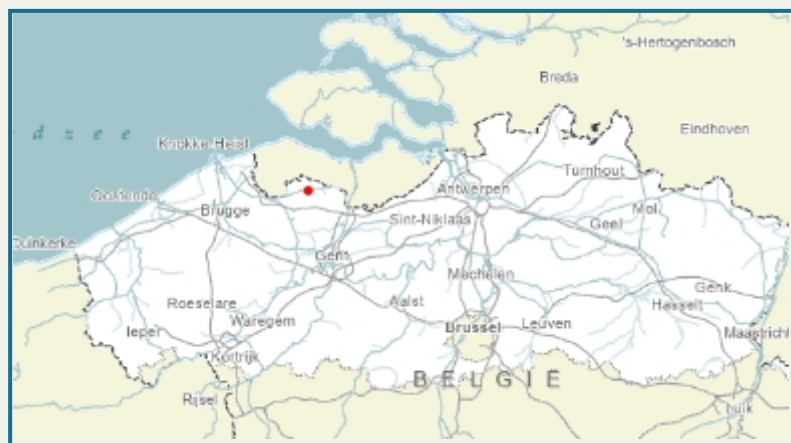 's-Hertogenbosch
Breda
d z e e
Eindhoven
Knokke-Heist
Turnhout
Oostende
Antwerpen
Brugge
Mol
Sint-Niklaas
Geel
Duinkerke
Gent
Mechelen
Genk
Roeselare
Aalst
Hasselt
Waregem
Brussel
Leuven
Ieper
Maastricht
Kortrijk
BELGIË
Rijsel
Luik